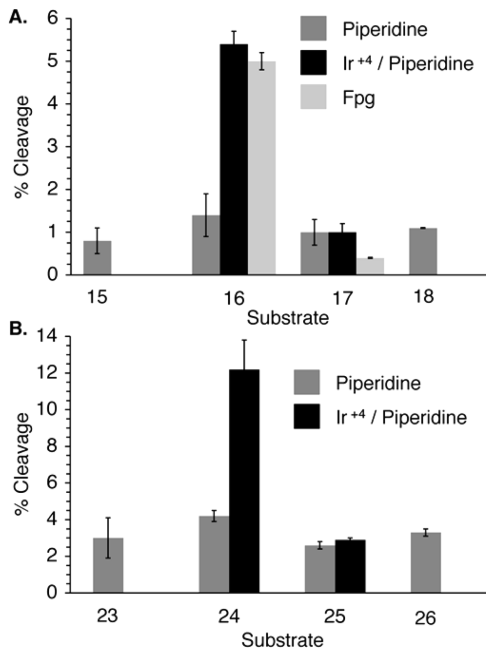 A.
6
5
4
3
2
1
0
% Cleavage
Piperidine
Ir +4 / Piperidine
Fpg
15 16 17 18
Substrate
B.
14
12
10
8
6
4
2
0
% Cleavage
Piperidine
Ir +4 / Piperidine
23 24 25 26
Substrate